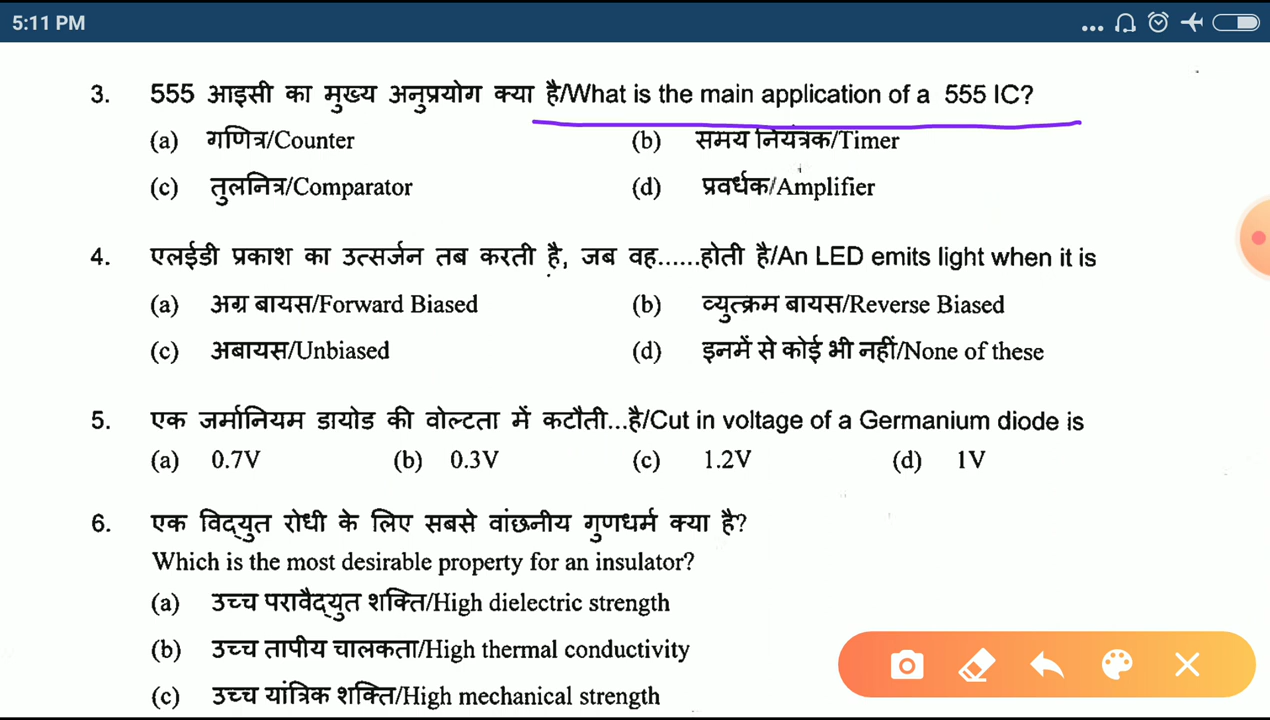 5:11 PM
3. 555 आइसी का मुख्य अनुप्रयोग क्या है/What is the main application of a 555 IC?
(a) गणित्र/Counter (b) समय नियंत्रक/Timer
(c) तुलनित्र/Comparator (d) प्रवर्धक/Amplifier
4. एलईडी प्रकाश का उत्सर्जन तब करती है, जब वह......होती है/An LED emits light when it is
(a) अग्र बायस/Forward Biased (b) व्युत्क्रम बायस/Reverse Biased
(c) अबायस/Unbiased (d) इनमें से कोई भी नहीं/None of these
5. एक जर्मानियम डायोड की वोल्टता में कटौती...है/Cut in voltage of a Germanium diode is
(a) 0.7V (b) 0.3V (c) 1.2V (d) 1V
6. एक विद्युत रोधी के लिए सबसे वांछनीय गुणधर्म क्या है?
Which is the most desirable property for an insulator?
(a) उच्च परावैद्युत शक्ति/High dielectric strength
(b) उच्च तापीय चालकता/High thermal conductivity
(c) उच्च यांत्रिक शक्ति/High mechanical strength